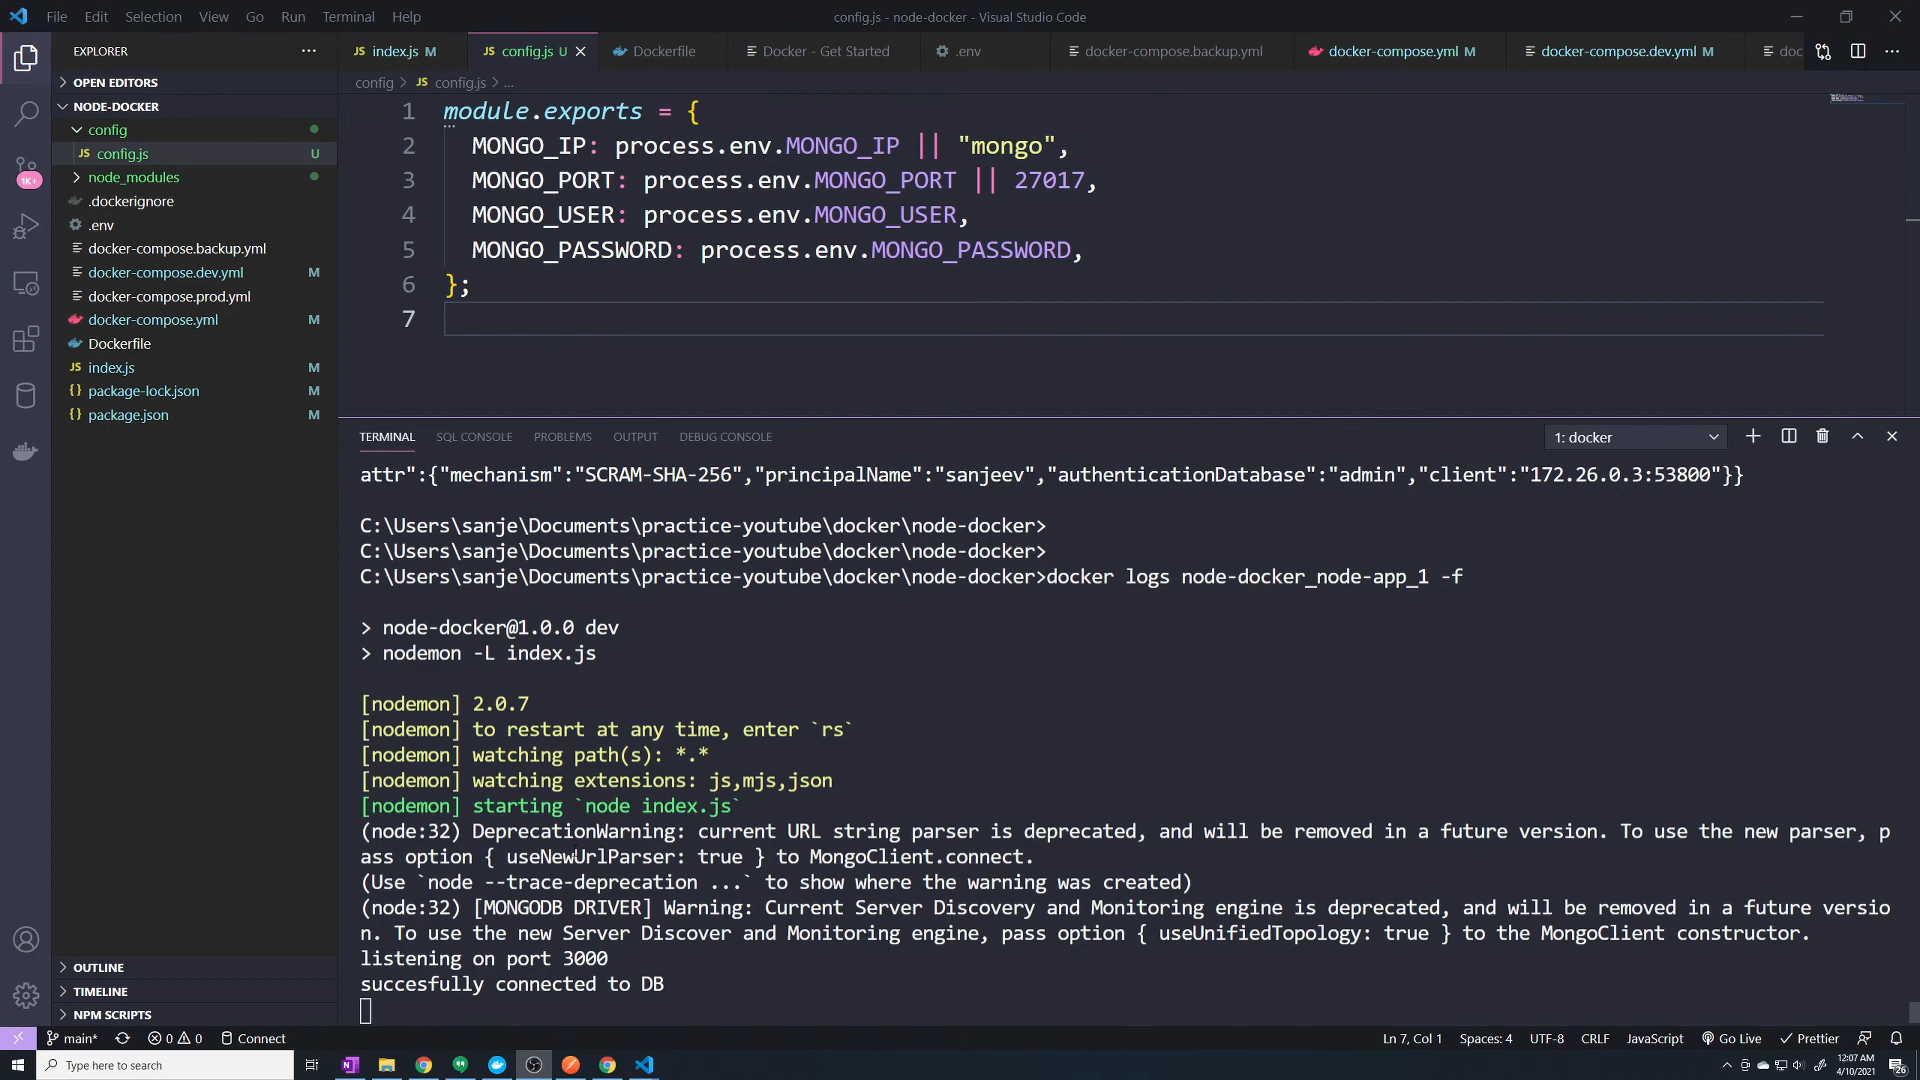 File Edit Selection View Go Run Terminal Help
config.js - node-docker - Visual Studio Code
EXPLORER
JS index.js M
JS config.js U
Dockerfile
Docker - Get Started
.env
docker-compose.backup.yml
docker-compose.yml M
docker-compose.dev.yml M
doc
config > JS config.js > ...
OPEN EDITORS
NODE-DOCKER
config
JS config.js U
node_modules
.dockerignore
.env
docker-compose.backup.yml
docker-compose.dev.yml M
docker-compose.prod.yml
docker-compose.yml M
Dockerfile
JS index.js M
{} package-lock.json M
{} package.json M
1K+
OUTLINE
TIMELINE
NPM SCRIPTS
1 module.exports = {
2 MONGO_IP: process.env.MONGO_IP || "mongo",
3 MONGO_PORT: process.env.MONGO_PORT || 27017,
4 MONGO_USER: process.env.MONGO_USER,
5 MONGO_PASSWORD: process.env.MONGO_PASSWORD,
6 };
7
TERMINAL SQL CONSOLE PROBLEMS OUTPUT DEBUG CONSOLE
1: docker
attr":{"mechanism":"SCRAM-SHA-256","principalName":"sanjeev","authenticationDatabase":"admin","client":"172.26.0.3:53800"}}
C:\Users\sanje\Documents\practice-youtube\docker\node-docker>
C:\Users\sanje\Documents\practice-youtube\docker\node-docker>
C:\Users\sanje\Documents\practice-youtube\docker\node-docker>docker logs node-docker_node-app_1 -f
> node-docker@1.0.0 dev
> nodemon -L index.js
[nodemon] 2.0.7
[nodemon] to restart at any time, enter `rs`
[nodemon] watching path(s): *.*
[nodemon] watching extensions: js,mjs,json
[nodemon] starting `node index.js`
(node:32) DeprecationWarning: current URL string parser is deprecated, and will be removed in a future version. To use the new parser, p
ass option { useNewUrlParser: true } to MongoClient.connect.
(Use `node --trace-deprecation ...` to show where the warning was created)
(node:32) [MONGODB DRIVER] Warning: Current Server Discovery and Monitoring engine is deprecated, and will be removed in a future versio
n. To use the new Server Discover and Monitoring engine, pass option { useUnifiedTopology: true } to the MongoClient constructor.
listening on port 3000
succesfully connected to DB
main* 0 0 Connect
Ln 7, Col 1 Spaces: 4 UTF-8 CRLF JavaScript Go Live Prettier
Type here to search
12:07 AM
4/10/2021
26